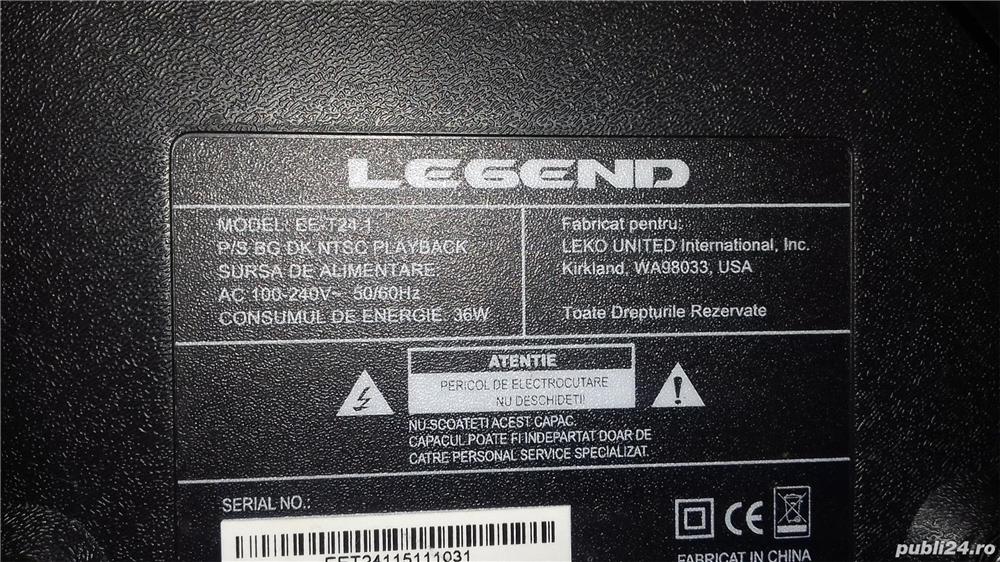 LEGEND
MODEL: EE-T24.1
P/S BG DK NTSC PLAYBACK
SURSA DE ALIMENTARE:
AC 100-240V~ 50/60Hz
CONSUMUL DE ENERGIE 36W
Fabricat pentru:
LEKO UNITED International, Inc.
Kirkland, WA98033, USA
Toate Drepturile Rezervate
ATENTIE
PERICOL DE ELECTROCUTARE
NU DESCHIDETI!
NU SCOATETI ACEST CAPAC.
CAPACUL POATE FI INDEPARTAT DOAR DE
CATRE PERSONAL SERVICE SPECIALIZAT.
SERIAL NO.:
EET24115111031
CE
FABRICAT IN CHINA
publi24.ro